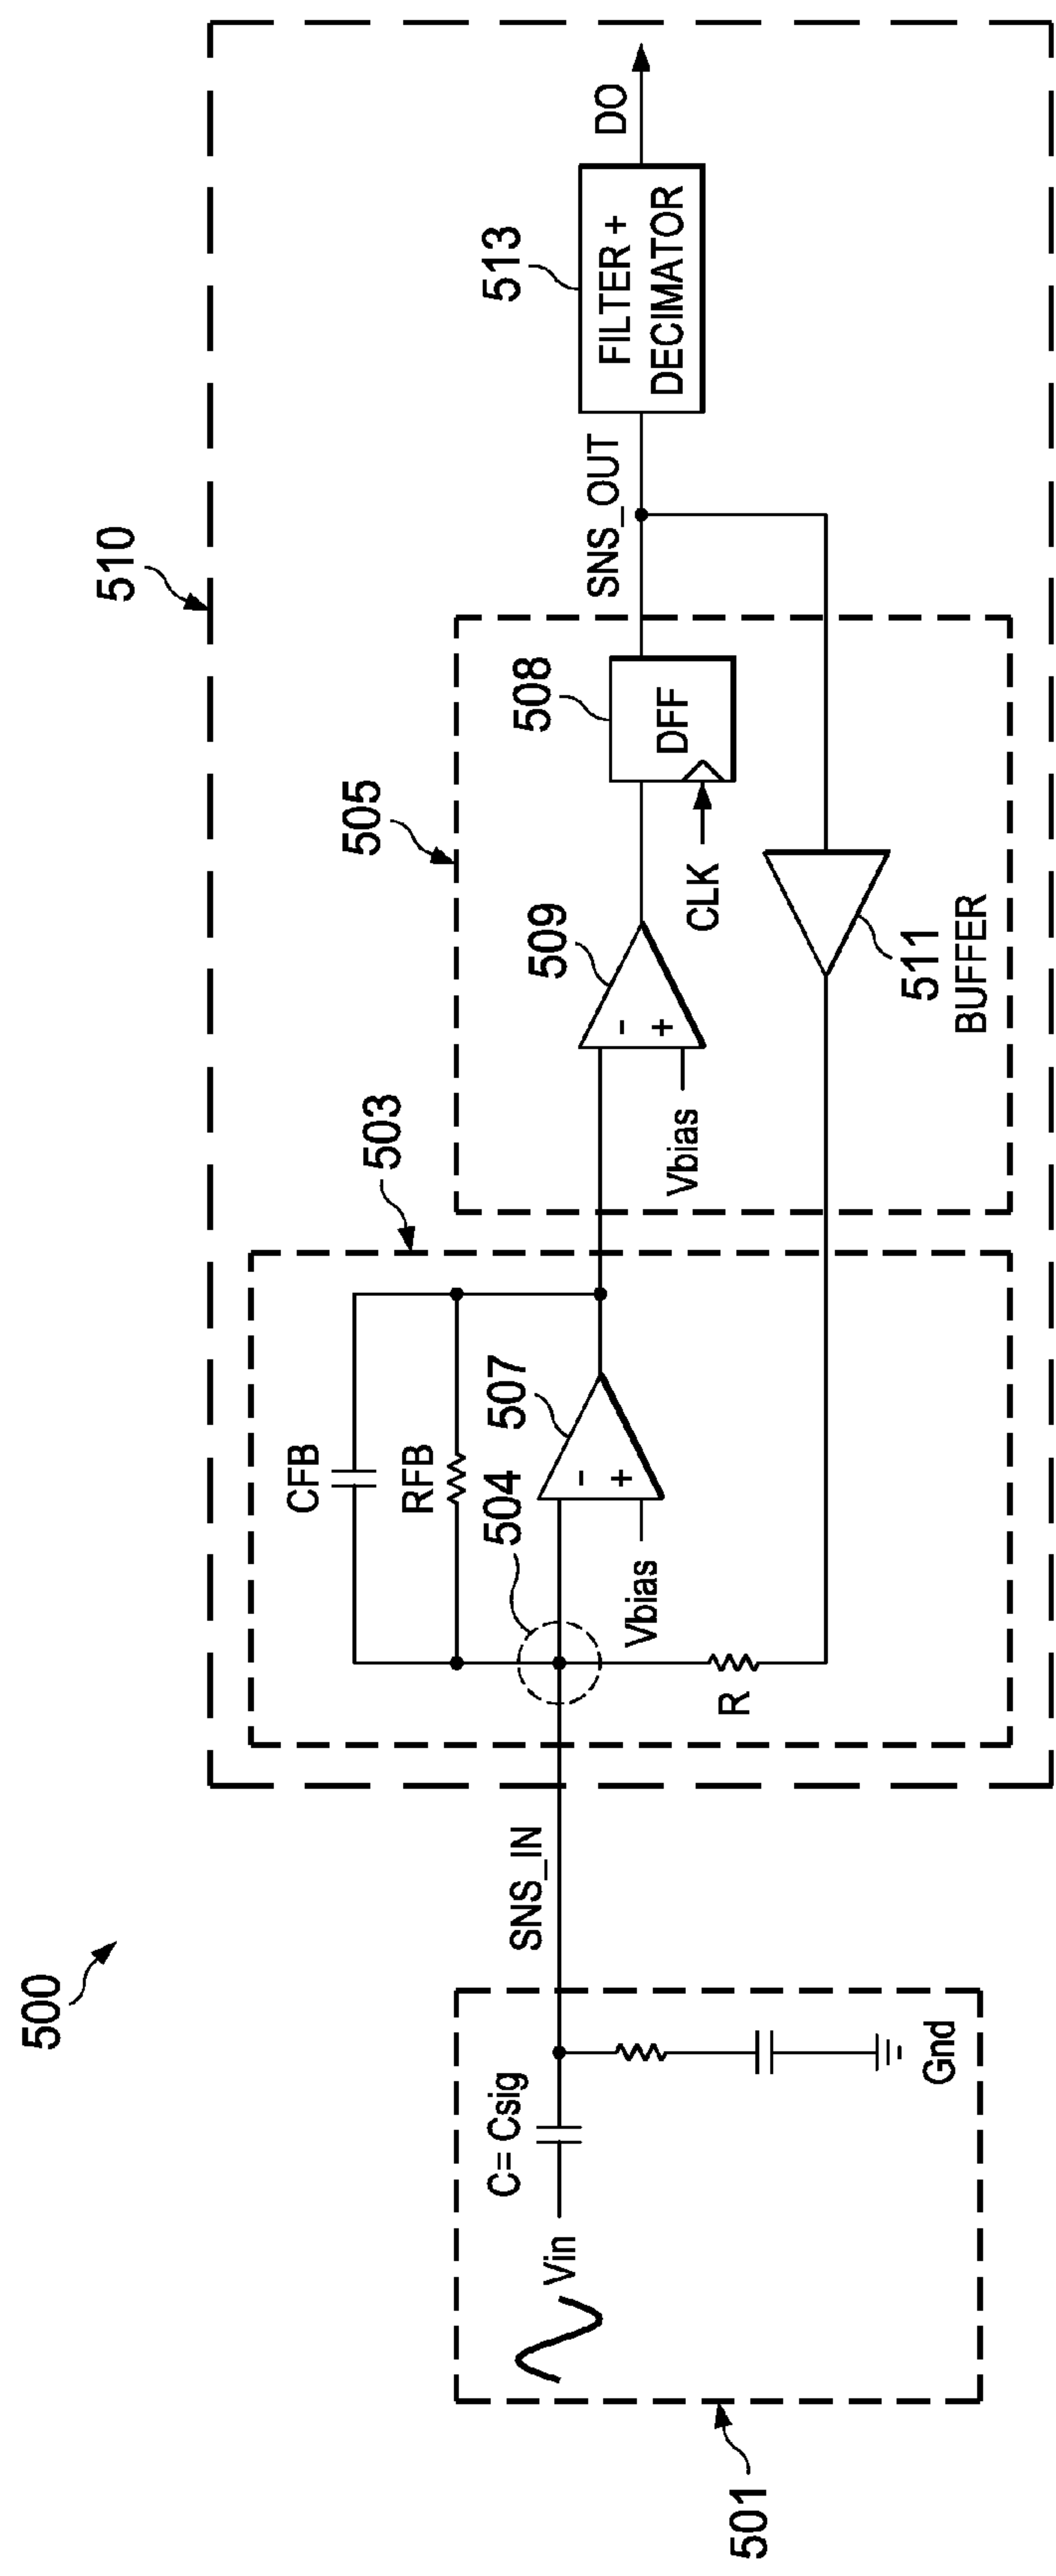 500
510
503
505
CFB
RFB
504
507
-
+
Vbias
509
-
+
Vbias
508
DFF
CLK
SNS_OUT
513
FILTER +
DECIMATOR
DO
511
BUFFER
R
SNS_IN
C= Csig
Vin
Gnd
501